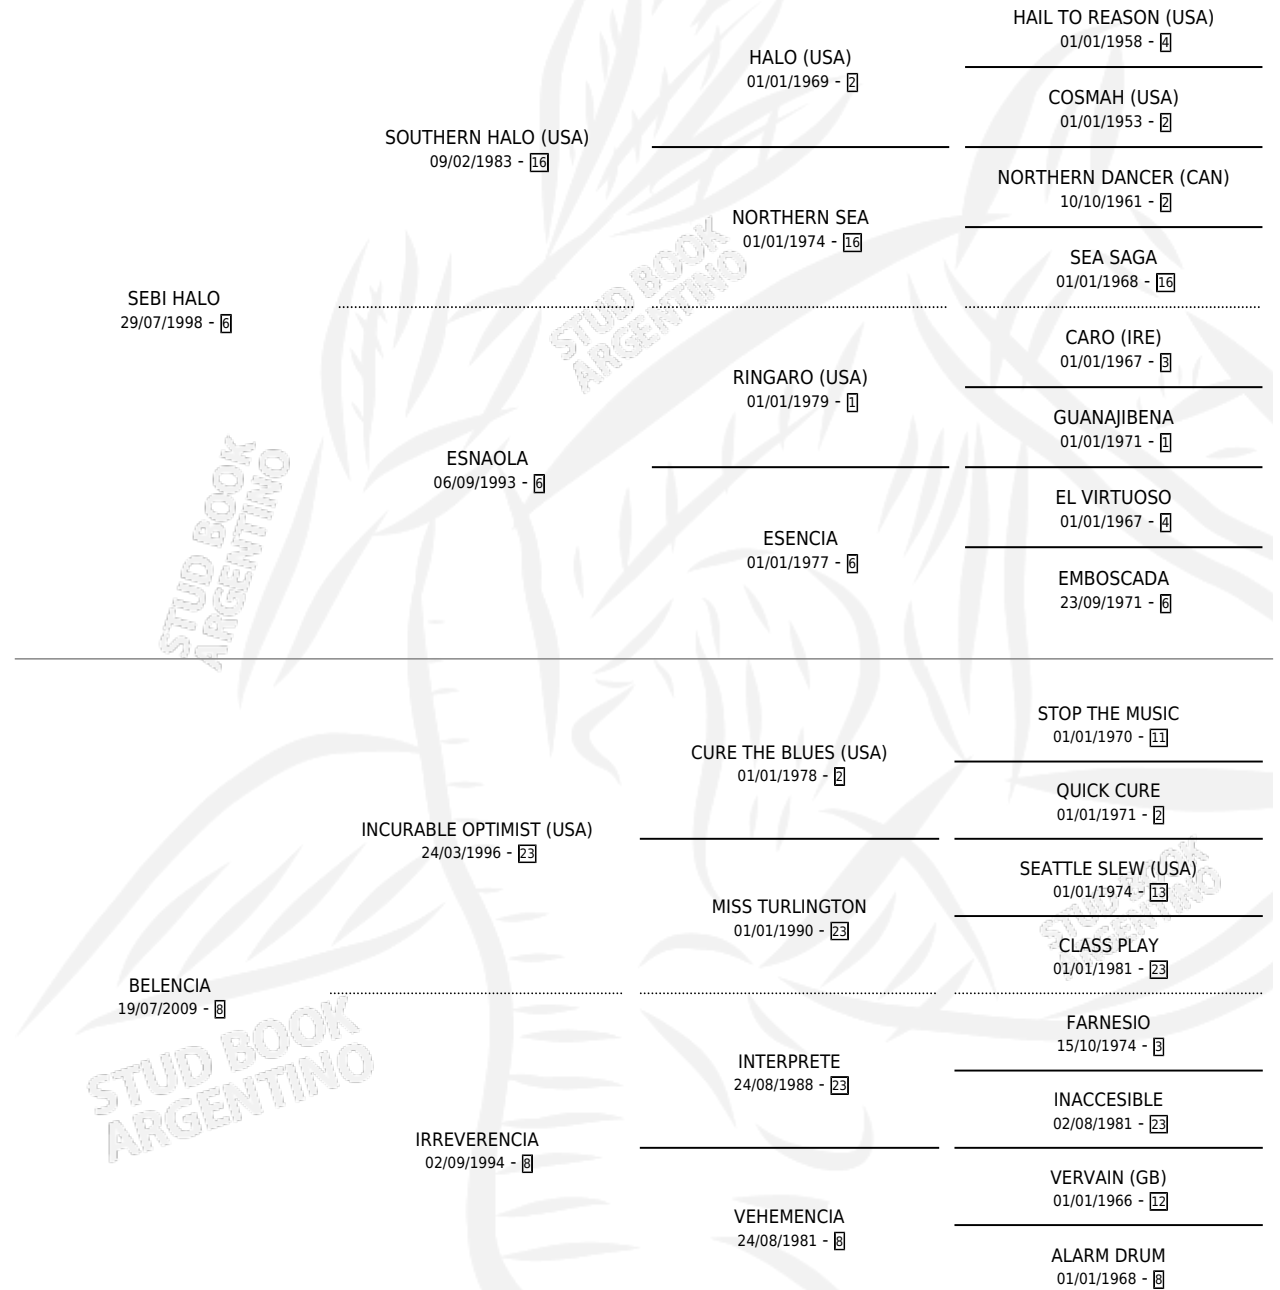 HAIL TO REASON (USA)
01/01/1958 - 4
HALO (USA)
01/01/1969 - 2
COSMAH (USA)
01/01/1953 - 2
SOUTHERN HALO (USA)
09/02/1983 - 16
NORTHERN DANCER (CAN)
10/10/1961 - 2
NORTHERN SEA
01/01/1974 - 16
SEA SAGA
01/01/1968 - 16
SEBI HALO
29/07/1998 - 6
CARO (IRE)
01/01/1967 - 3
RINGARO (USA)
01/01/1979 - 1
GUANAJIBENA
01/01/1971 - 1
ESNAOLA
06/09/1993 - 6
EL VIRTUOSO
01/01/1967 - 4
ESENCIA
01/01/1977 - 6
EMBOSCADA
23/09/1971 - 6
STUD BOOK
ARGENTINO
STUD BOOK
ARGENTINO
STOP THE MUSIC
01/01/1970 - 11
CURE THE BLUES (USA)
01/01/1978 - 2
QUICK CURE
01/01/1971 - 2
INCURABLE OPTIMIST (USA)
24/03/1996 - 23
SEATTLE SLEW (USA)
01/01/1974 - 13
MISS TURLINGTON
01/01/1990 - 23
CLASS PLAY
01/01/1981 - 23
BELENCIA
19/07/2009 - 8
FARNESIO
15/10/1974 - 3
INTERPRETE
24/08/1988 - 23
INACCESIBLE
02/08/1981 - 23
IRREVERENCIA
02/09/1994 - 8
VERVAIN (GB)
01/01/1966 - 12
VEHEMENCIA
24/08/1981 - 8
ALARM DRUM
01/01/1968 - 8
STUD BOOK
ARGENTINO
STUD BOOK
ARGENTINO